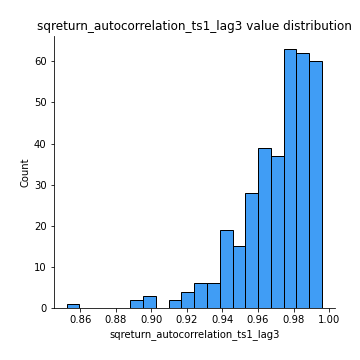 sqreturn_autocorrelation_ts1_lag3 value distribution
60
50
40
30
20
10
0
Count
0.86 0.88 0.90 0.92 0.94 0.96 0.98 1.00
sqreturn_autocorrelation_ts1_lag3